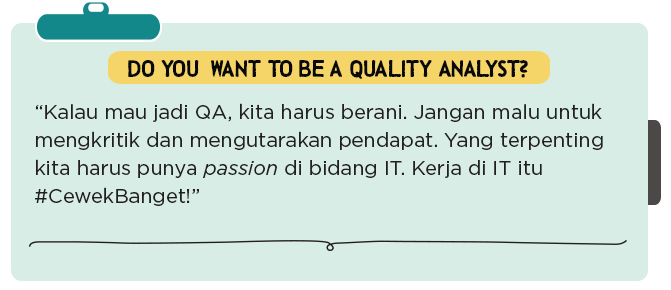 DO YOU WANT TO BE A QUALITY ANALYST?
“Kalau mau jadi QA, kita harus berani. Jangan malu untuk
mengkritik dan mengutarakan pendapat. Yang terpenting
kita harus punya passion di bidang IT. Kerja di IT itu
#CewekBanget!”